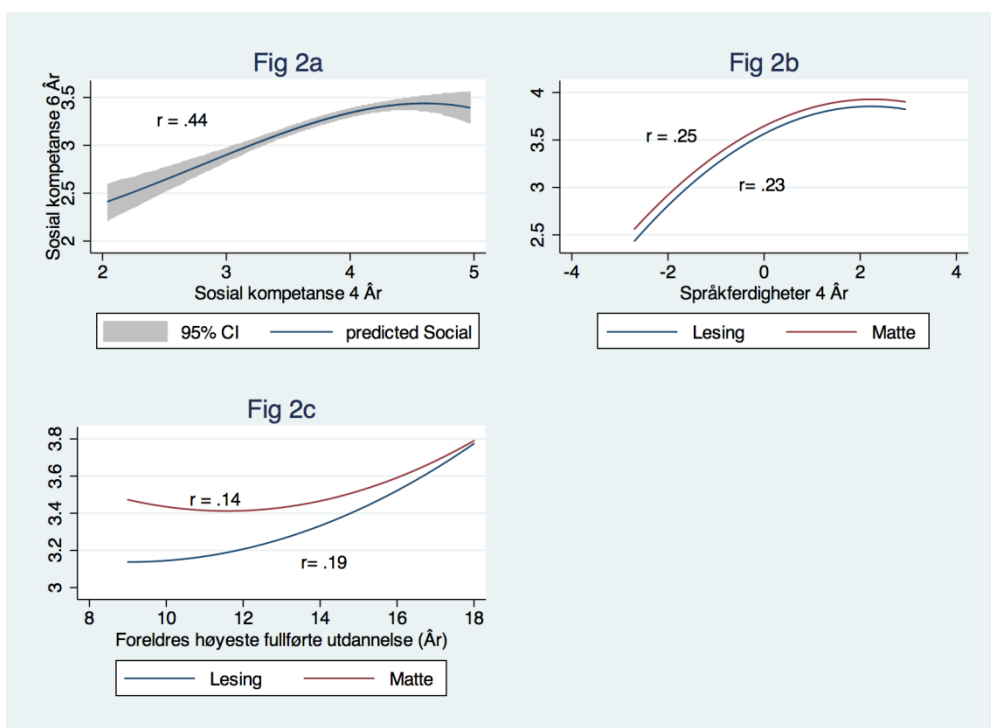 Fig 2a
Sosial kompetanse 6 År
3.5
3
2.5
2
r = .44
2 3 4 5
Sosial kompetanse 4 År
95% CI predicted Social
Fig 2b
4
3.5
3
2.5
r = .25
r= .23
-4 -2 0 2 4
Språkferdigheter 4 År
Lesing Matte
Fig 2c
3.8
3.6
3.4
3.2
3
r = .14
r= .19
8 10 12 14 16 18
Foreldres høyeste fullførte utdannelse (År)
Lesing Matte